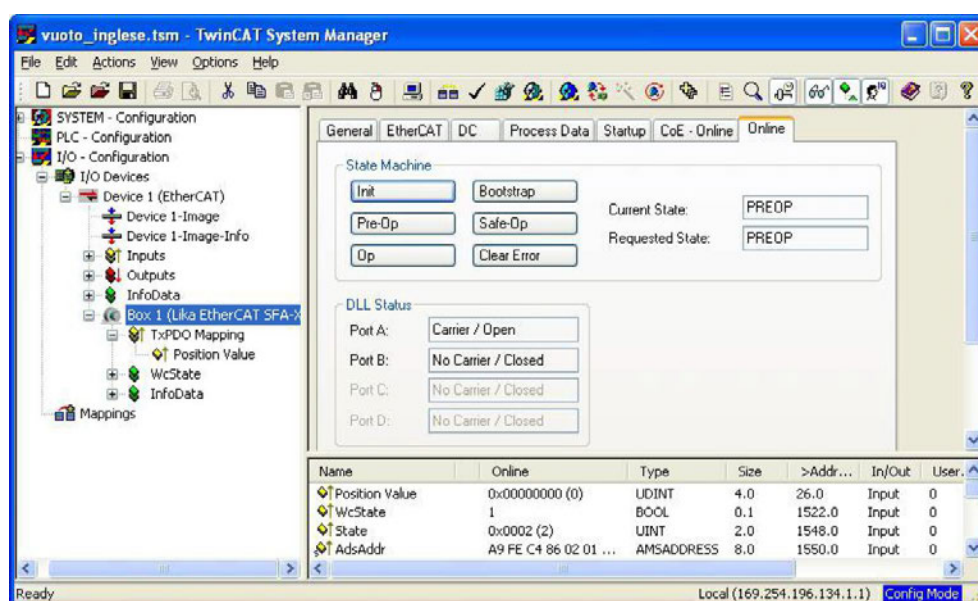 vuoto_inglese.tsm - TwinCAT System Manager
File Edit Actions View Options Help
SYSTEM - Configuration
PLC - Configuration
I/O - Configuration
I/O Devices
Device 1 (EtherCAT)
Device 1-Image
Device 1-Image-Info
Inputs
Outputs
InfoData
Box 1 (Lika EtherCAT SFA-X
TxPDO Mapping
Position Value
WcState
InfoData
Mappings
General EtherCAT DC Process Data Startup CoE - Online Online
State Machine
Init Bootstrap
Pre-Op Safe-Op
Op Clear Error
Current State: PREOP
Requested State: PREOP
DLL Status
Port A: Carrier / Open
Port B: No Carrier / Closed
Port C: No Carrier / Closed
Port D: No Carrier / Closed
Name Online Type Size >Addr... In/Out User.
Position Value 0x00000000 (0) UDINT 4.0 26.0 Input 0
WcState 1 BOOL 0.1 1522.0 Input 0
State 0x0002 (2) UINT 2.0 1548.0 Input 0
AdsAddr A9 FE C4 86 02 01 ... AMSADDRESS 8.0 1550.0 Input 0
Ready Local (169.254.196.134.1.1) Config Mode